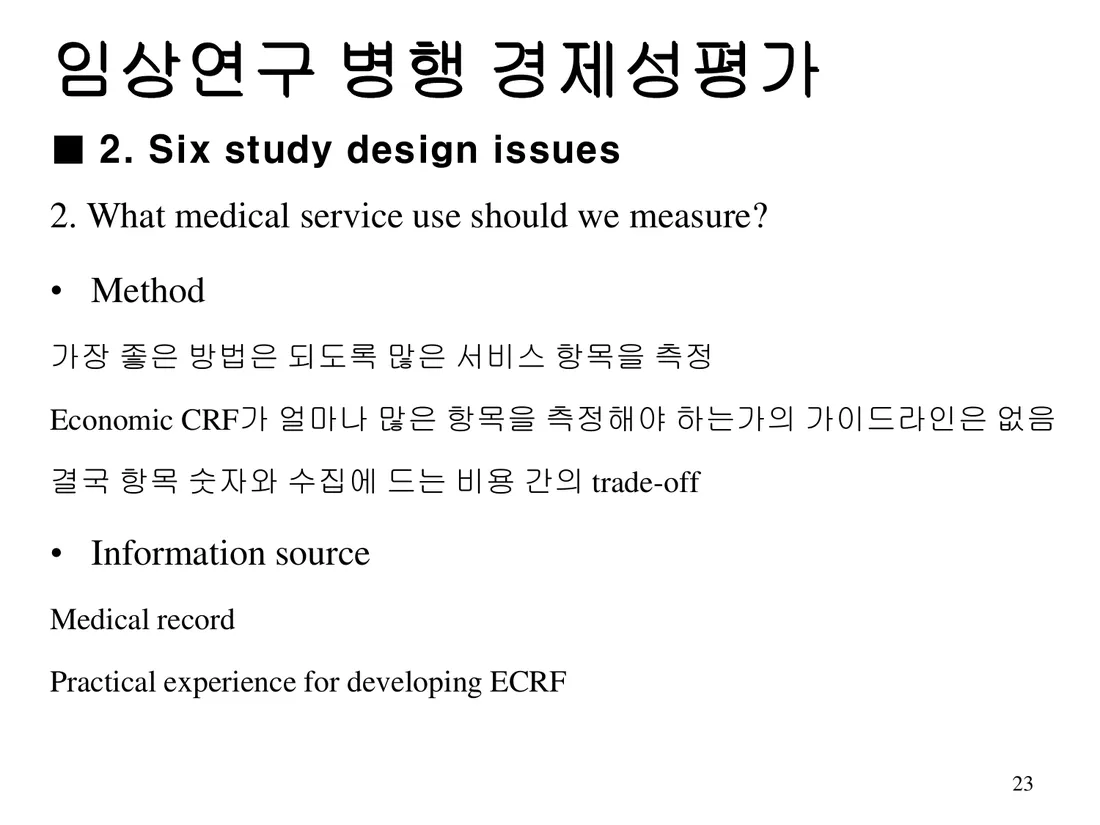 임상연구 병행 경제성평가
■ 2. Six study design issues
2. What medical service use should we measure?
• Method
가장 좋은 방법은 되도록 많은 서비스 항목을 측정
Economic CRF가 얼마나 많은 항목을 측정해야 하는가의 가이드라인은 없음
결국 항목 숫자와 수집에 드는 비용 간의 trade-off
• Information source
Medical record
Practical experience for developing ECRF
23